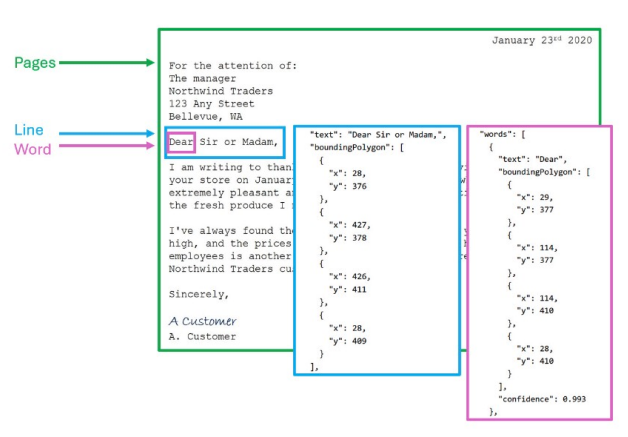 January 23rd 2020
Pages
For the attention of:
The manager
Northwind Traders
123 Any Street
Bellevue, WA
Line
Word
Dear Sir or Madam,
I am writing to
your store on
extremely pleasant
the fresh produce I
I've always found
high, and the prices
employees is another
Northwind Traders
Sincerely,
A Customer
A. Customer
"text": "Dear Sir or Madam,",
"boundingPolygon": [
{
"x": 28,
"y": 376
},
{
"x": 427,
"y": 378
},
{
"x": 426,
"y": 411
},
{
"x": 28,
"y": 409
}
],
"words": [
{
"text": "Dear",
"boundingPolygon": [
{
"x": 29,
"y": 377
},
{
"x": 114,
"y": 377
},
{
"x": 114,
"y": 410
},
{
"x": 28,
"y": 410
}
],
"confidence": 0.993
},